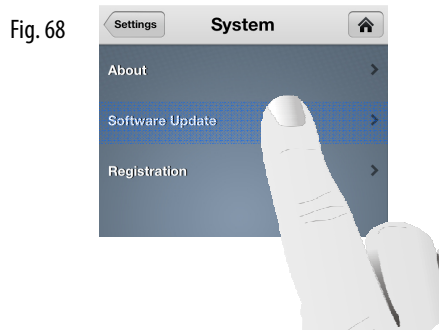 Fig. 68
Settings
System
About
Software Update
Registration